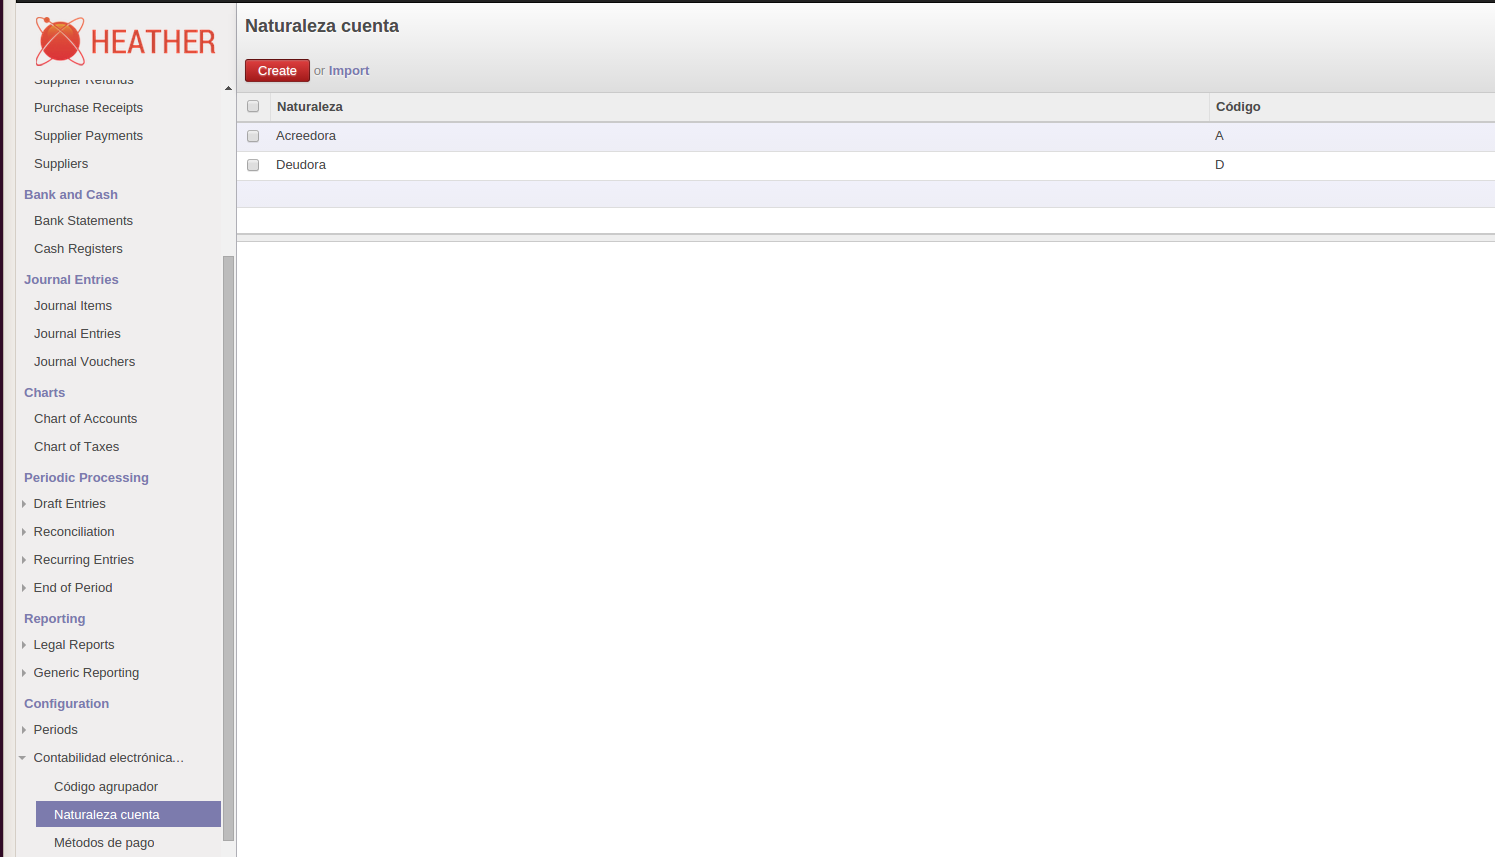 HEATHER
Supplier Refunds
Purchase Receipts
Supplier Payments
Suppliers
Bank and Cash
Bank Statements
Cash Registers
Journal Entries
Journal Items
Journal Entries
Journal Vouchers
Charts
Chart of Accounts
Chart of Taxes
Periodic Processing
Draft Entries
Reconciliation
Recurring Entries
End of Period
Reporting
Legal Reports
Generic Reporting
Configuration
Periods
Contabilidad electrónica...
Código agrupador
Naturaleza cuenta
Métodos de pago
Naturaleza cuenta
Create or Import
Naturaleza Código
Acreedora A
Deudora D